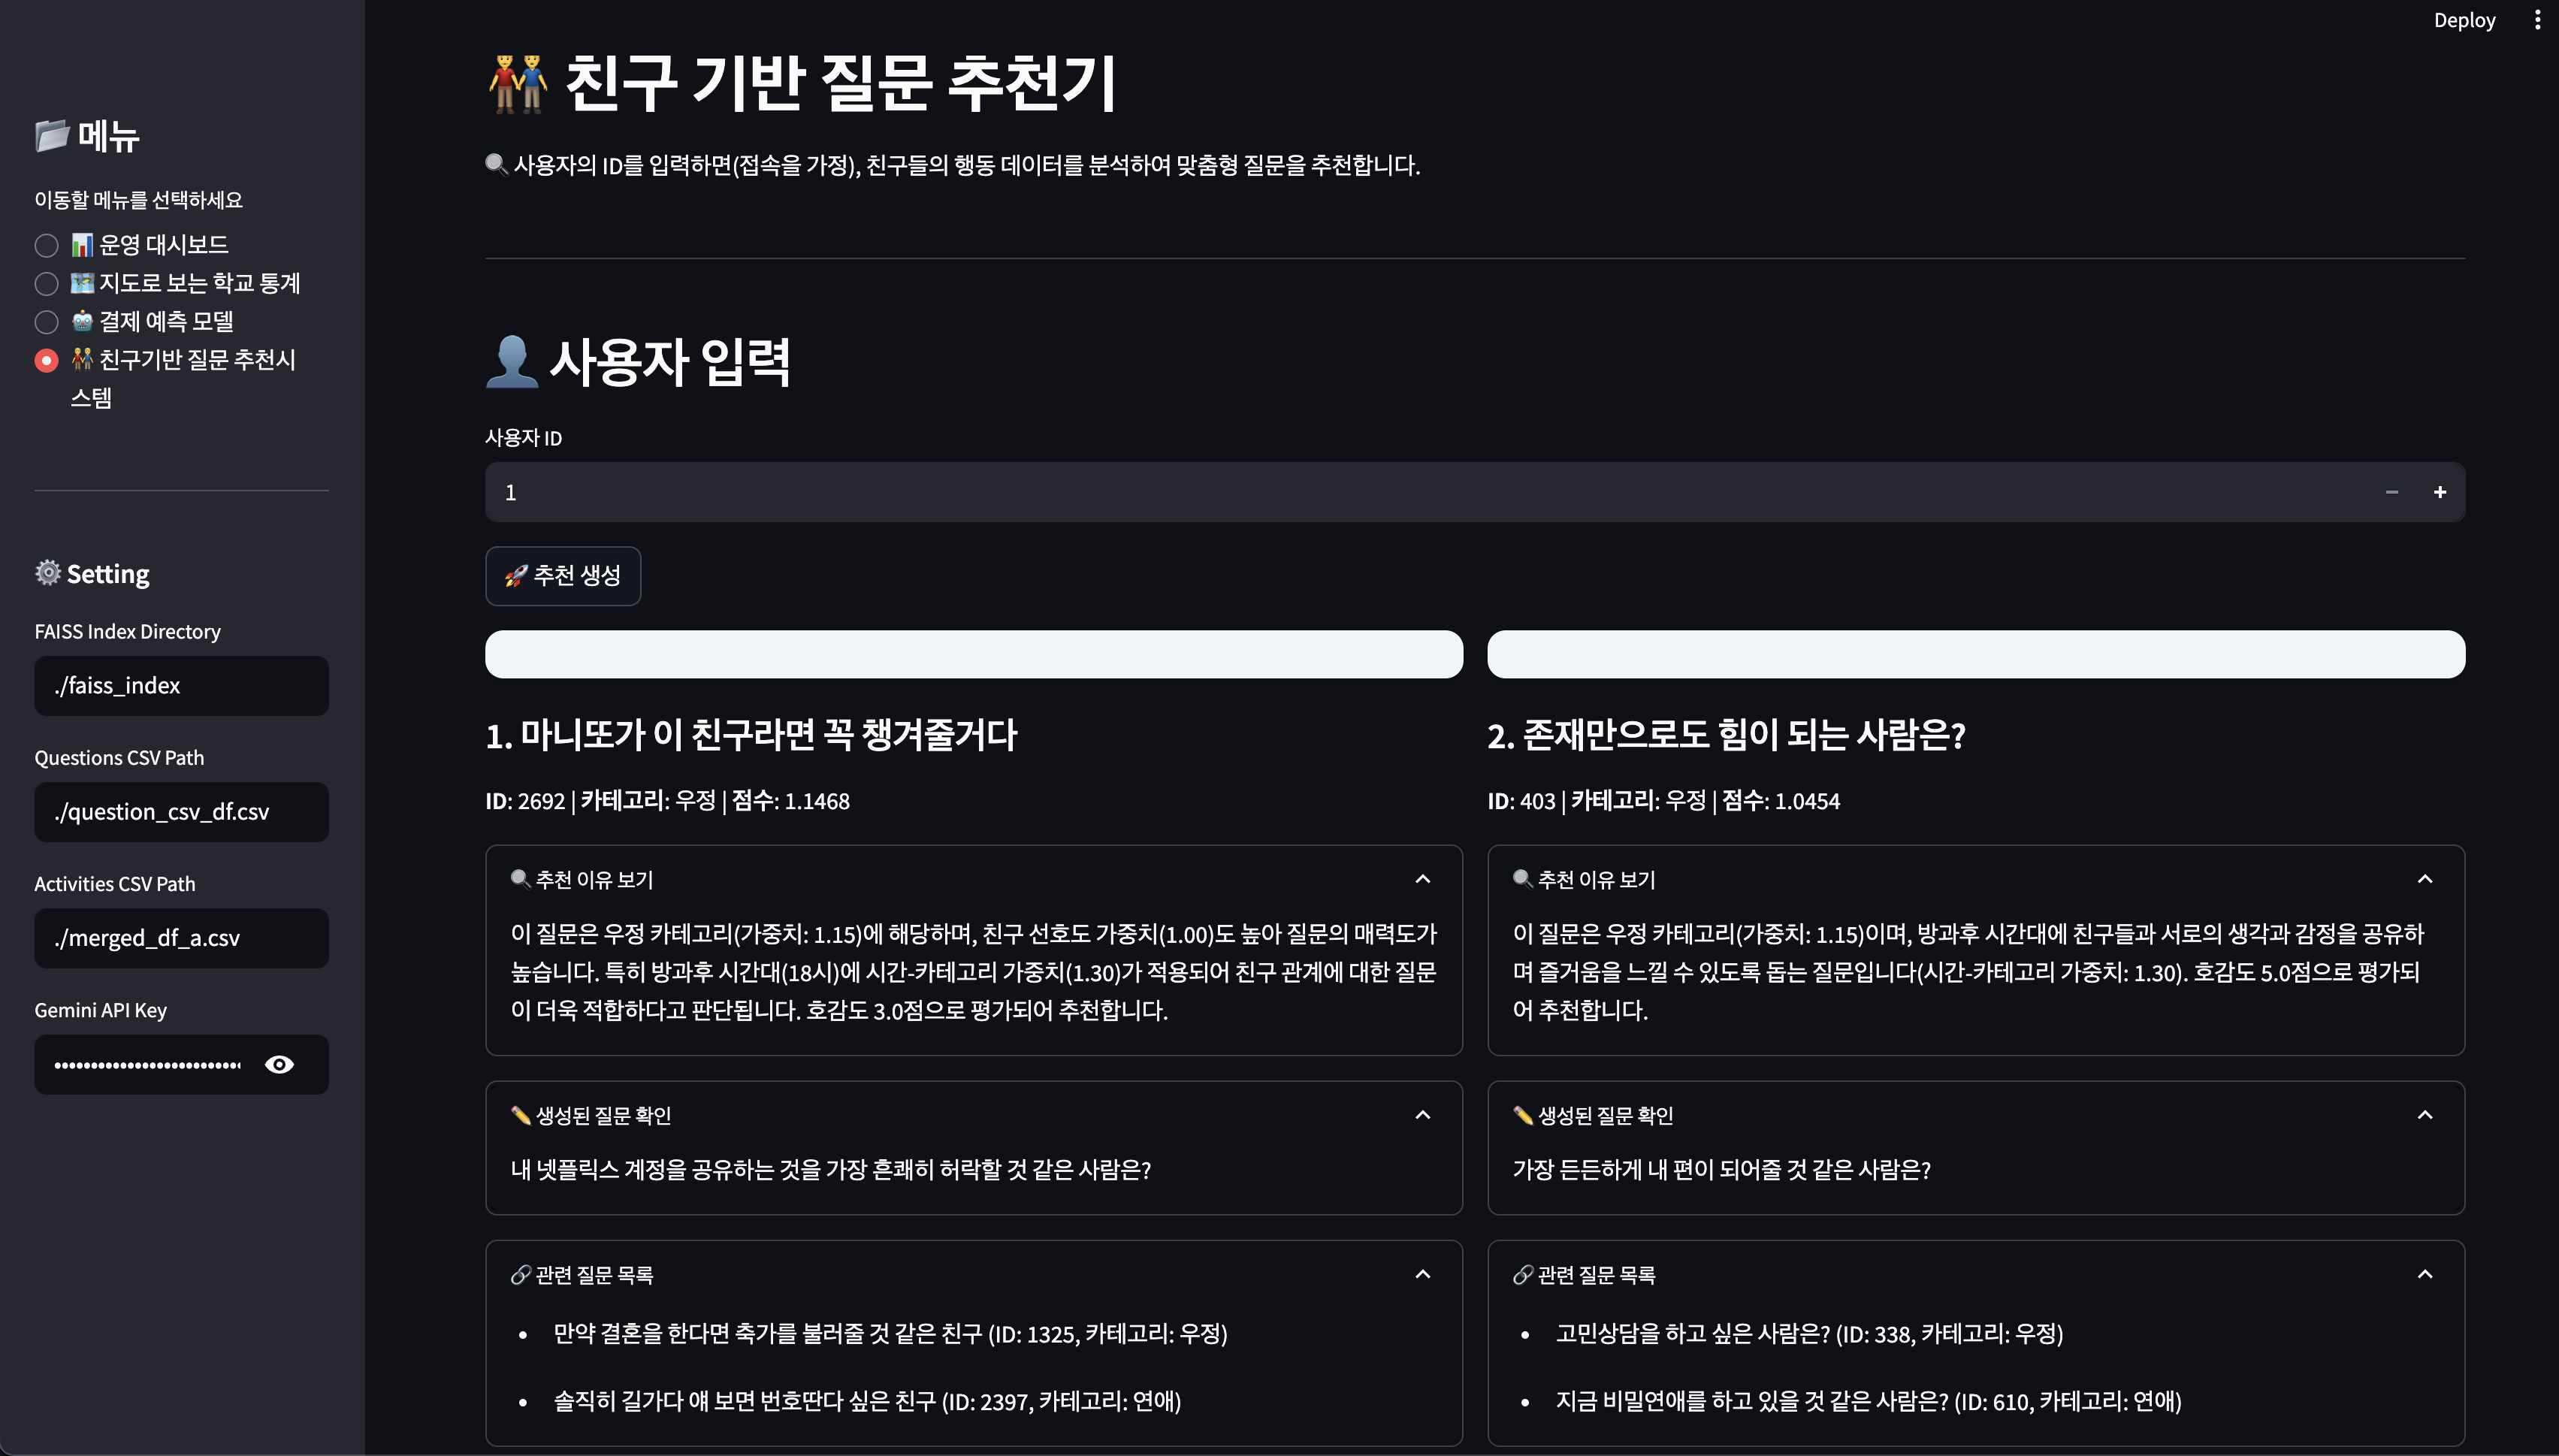 Deploy
메뉴
이동할 메뉴를 선택하세요
운영 대시보드
지도로 보는 학교 통계
결제 예측 모델
친구기반 질문 추천시
스템
Setting
FAISS Index Directory
./faiss_index
Questions CSV Path
./question_csv_df.csv
Activities CSV Path
./merged_df_a.csv
Gemini API Key
친구 기반 질문 추천기
사용자의 ID를 입력하면(접속을 가정), 친구들의 행동 데이터를 분석하여 맞춤형 질문을 추천합니다.
사용자 입력
사용자 ID
1
추천 생성
1. 마니또가 이 친구라면 꼭 챙겨줄거다
ID: 2692 | 카테고리: 우정 | 점수: 1.1468
추천 이유 보기
이 질문은 우정 카테고리(가중치: 1.15)에 해당하며, 친구 선호도 가중치(1.00)도 높아 질문의 매력도가
높습니다. 특히 방과후 시간대(18시)에 시간-카테고리 가중치(1.30)가 적용되어 친구 관계에 대한 질문
이 더욱 적합하다고 판단됩니다. 호감도 3.0점으로 평가되어 추천합니다.
생성된 질문 확인
내 넷플릭스 계정을 공유하는 것을 가장 흔쾌히 허락할 것 같은 사람은?
관련 질문 목록
• 만약 결혼을 한다면 축가를 불러줄 것 같은 친구 (ID: 1325, 카테고리: 우정)
• 솔직히 길가다 얘 보면 번호딴다 싶은 친구 (ID: 2397, 카테고리: 연애)
2. 존재만으로도 힘이 되는 사람은?
ID: 403 | 카테고리: 우정 | 점수: 1.0454
추천 이유 보기
이 질문은 우정 카테고리(가중치: 1.15)이며, 방과후 시간대에 친구들과 서로의 생각과 감정을 공유하
며 즐거움을 느낄 수 있도록 돕는 질문입니다(시간-카테고리 가중치: 1.30). 호감도 5.0점으로 평가되
어 추천합니다.
생성된 질문 확인
가장 든든하게 내 편이 되어줄 것 같은 사람은?
관련 질문 목록
• 고민상담을 하고 싶은 사람은? (ID: 338, 카테고리: 우정)
• 지금 비밀연애를 하고 있을 것 같은 사람은? (ID: 610, 카테고리: 연애)